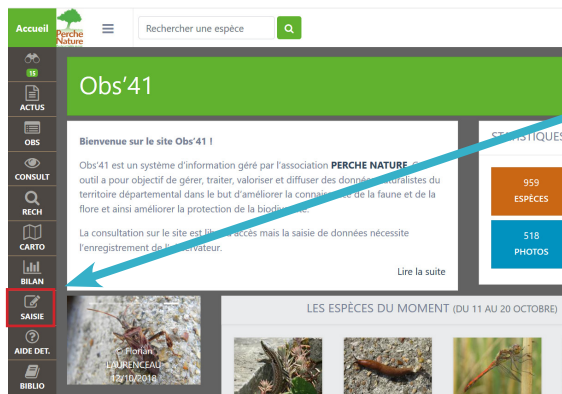 Accueil
Perche
Nature
Rechercher une espèce
15
ACTUS
OBS
CONSULT
RECH
CARTO
BILAN
SAISIE
AIDE DET.
BIBLIO
Obs'41
Bienvenue sur le site Obs'41 !
Obs'41 est un système d'information géré par l'association PERCHE NATURE.
outil a pour objectif de gérer, traiter, valoriser et diffuser des données naturalistes du
territoire départemental dans le but d'améliorer la connaissance de la faune et de la
flore et ainsi améliorer la protection de la biodiversité.
La consultation sur le site est libre accès mais la saisie de données nécessite
l'enregistrement de l'observateur.
Lire la suite
STATISTIQUES
959
ESPÈCES
518
PHOTOS
© Florian
LAURENCEAU
12/10/2018
LES ESPÈCES DU MOMENT (DU 11 AU 20 OCTOBRE)